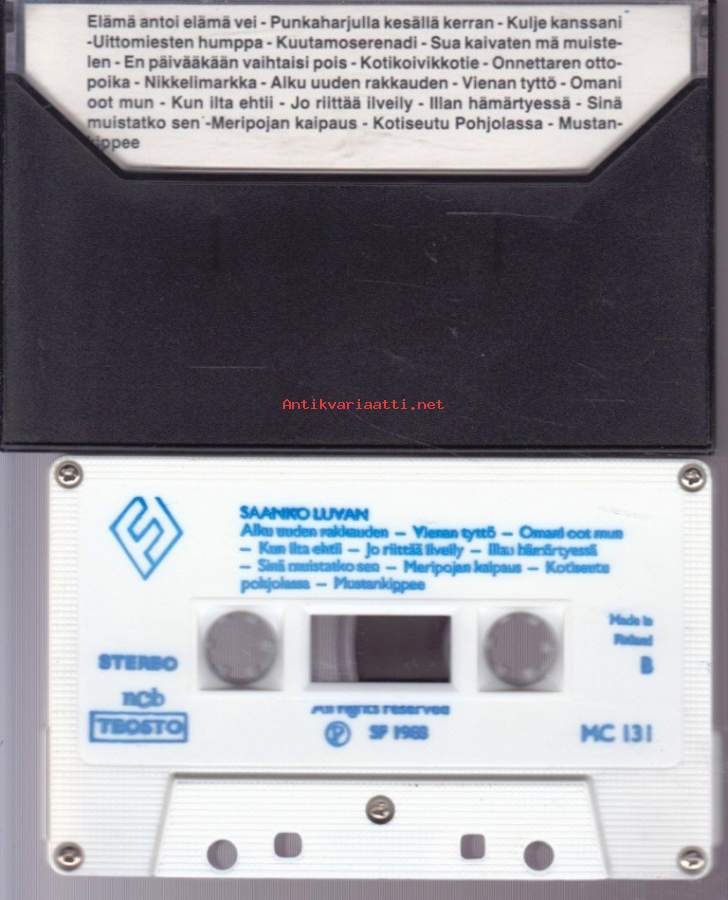 Elämä antoi elämä vei - Punkaharjulla kesällä kerran - Kulje kanssani
-Uittomiesten humppa - Kuutamoserenadi - Sua kaivaten mä muiste-
len - En päivääkään vaihtaisi pois - Kotikoivikkotie - Onnettaren otto-
poika - Nikkelimarkka - Alku uuden rakkauden - Vienan tyttö - Omani
oot mun - Kun ilta ehtii - Jo riittää ilveily - Illan hämärtyessä - Sinä
muistatko sen -Meripojan kaipaus - Kotiseutu Pohjolassa - Mustan-
kippee
Antikvariaatti.net
SAANKO LUVAN
Alku uuden rakkauden – Vienan tyttö – Omani oot mun
– Kun ilta ehtii – Jo riittää ilveily – Illan hämärtyessä
– Sinä muistatko sen – Meripojan kaipaus – Kotiseutu
pohjolassa – Mustankippee
Made in
Finland
STEREO
B
ncb
TEOSTO
All rights reserved
Ⓟ SF 1988
MC 131